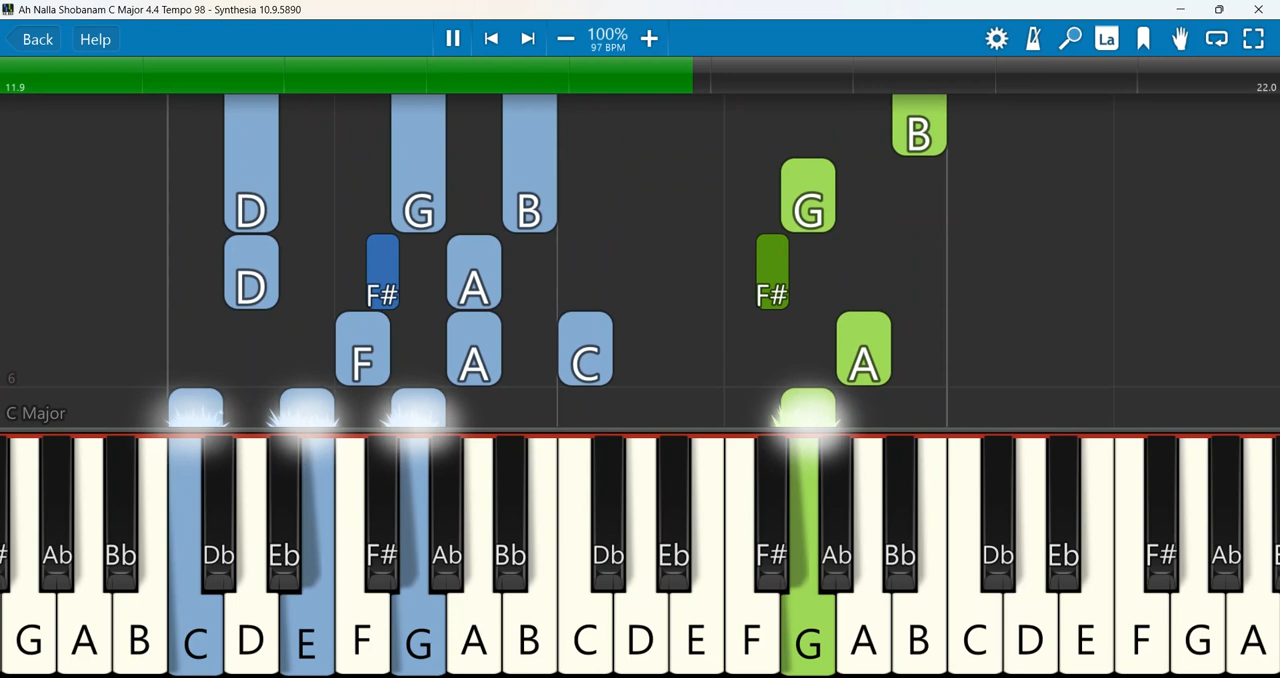 Ah Nalla Shobanam C Major 4.4 Tempo 98 - Synthesia 10.9.5890
Back Help 100% La
97 BPM
11.9 22.0
B
D G B G
D F# A F#
F A C A
6
C Major
# Ab Bb Db Eb F# Ab Bb Db Eb F# Ab Bb Db Eb F# Ab E
G A B C D E F G A B C D E F G A B C D E F G A